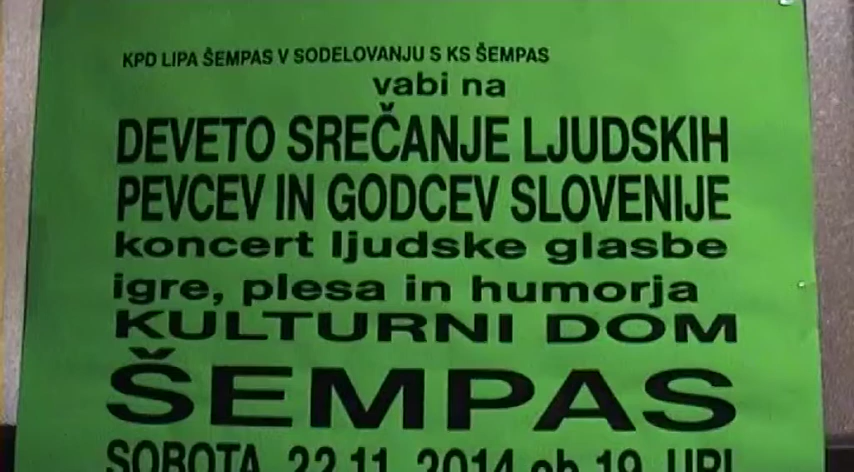 KPD LIPA ŠEMPAS V SODELOVANJU S KS ŠEMPAS
vabi na
DEVETO SREČANJE LJUDSKIH
PEVCEV IN GODCEV SLOVENIJE
koncert ljudske glasbe
igre, plesa in humorja
KULTURNI DOM
ŠEMPAS
SOBOTA, 22.11. 2014 ob 19. URI